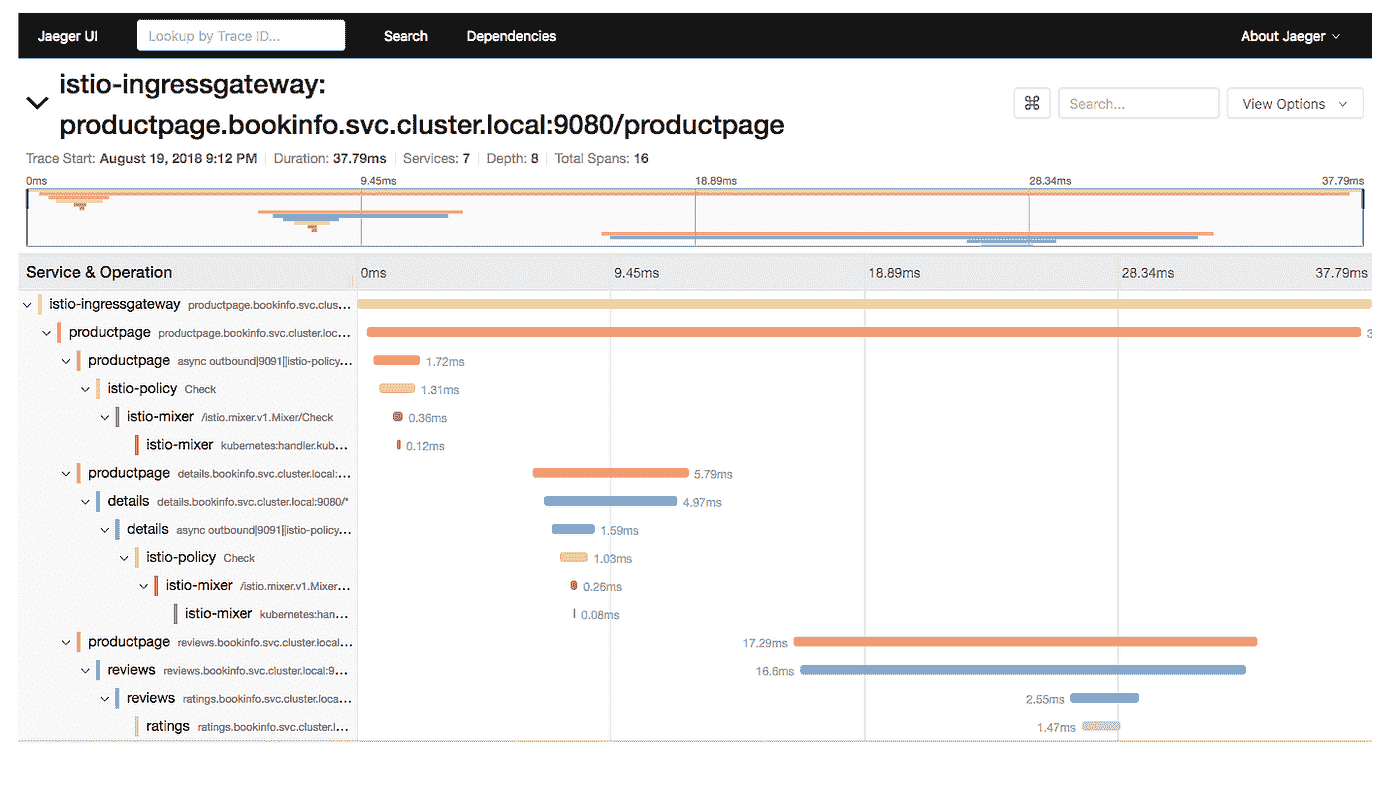 Jaeger UI Lookup by Trace ID... Search Dependencies About Jaeger
istio-ingressgateway:
productpage.bookinfo.svc.cluster.local:9080/productpage
⌘ Search... View Options
Trace Start: August 19, 2018 9:12 PM Duration: 37.79ms Services: 7 Depth: 8 Total Spans: 16
0ms 9.45ms 18.89ms 28.34ms 37.79ms
Service & Operation 0ms 9.45ms 18.89ms 28.34ms 37.79ms
istio-ingressgateway productpage.bookinfo.svc.clus...
productpage productpage.bookinfo.svc.cluster.loc... 3
productpage async outbound|9091||istio-policy... 1.72ms
istio-policy Check 1.31ms
istio-mixer /istio.mixer.v1.Mixer/Check 0.36ms
istio-mixer kubernetes:handler.kub... 0.12ms
productpage details.bookinfo.svc.cluster.local:... 5.79ms
details details.bookinfo.svc.cluster.local:9080/* 4.97ms
details async outbound|9091||istio-policy... 1.59ms
istio-policy Check 1.03ms
istio-mixer /istio.mixer.v1.Mixer... 0.26ms
istio-mixer kubernetes:han... 0.08ms
productpage reviews.bookinfo.svc.cluster.local... 17.29ms
reviews reviews.bookinfo.svc.cluster.local:9... 16.6ms
reviews ratings.bookinfo.svc.cluster.loca... 2.55ms
ratings ratings.bookinfo.svc.cluster.l... 1.47ms